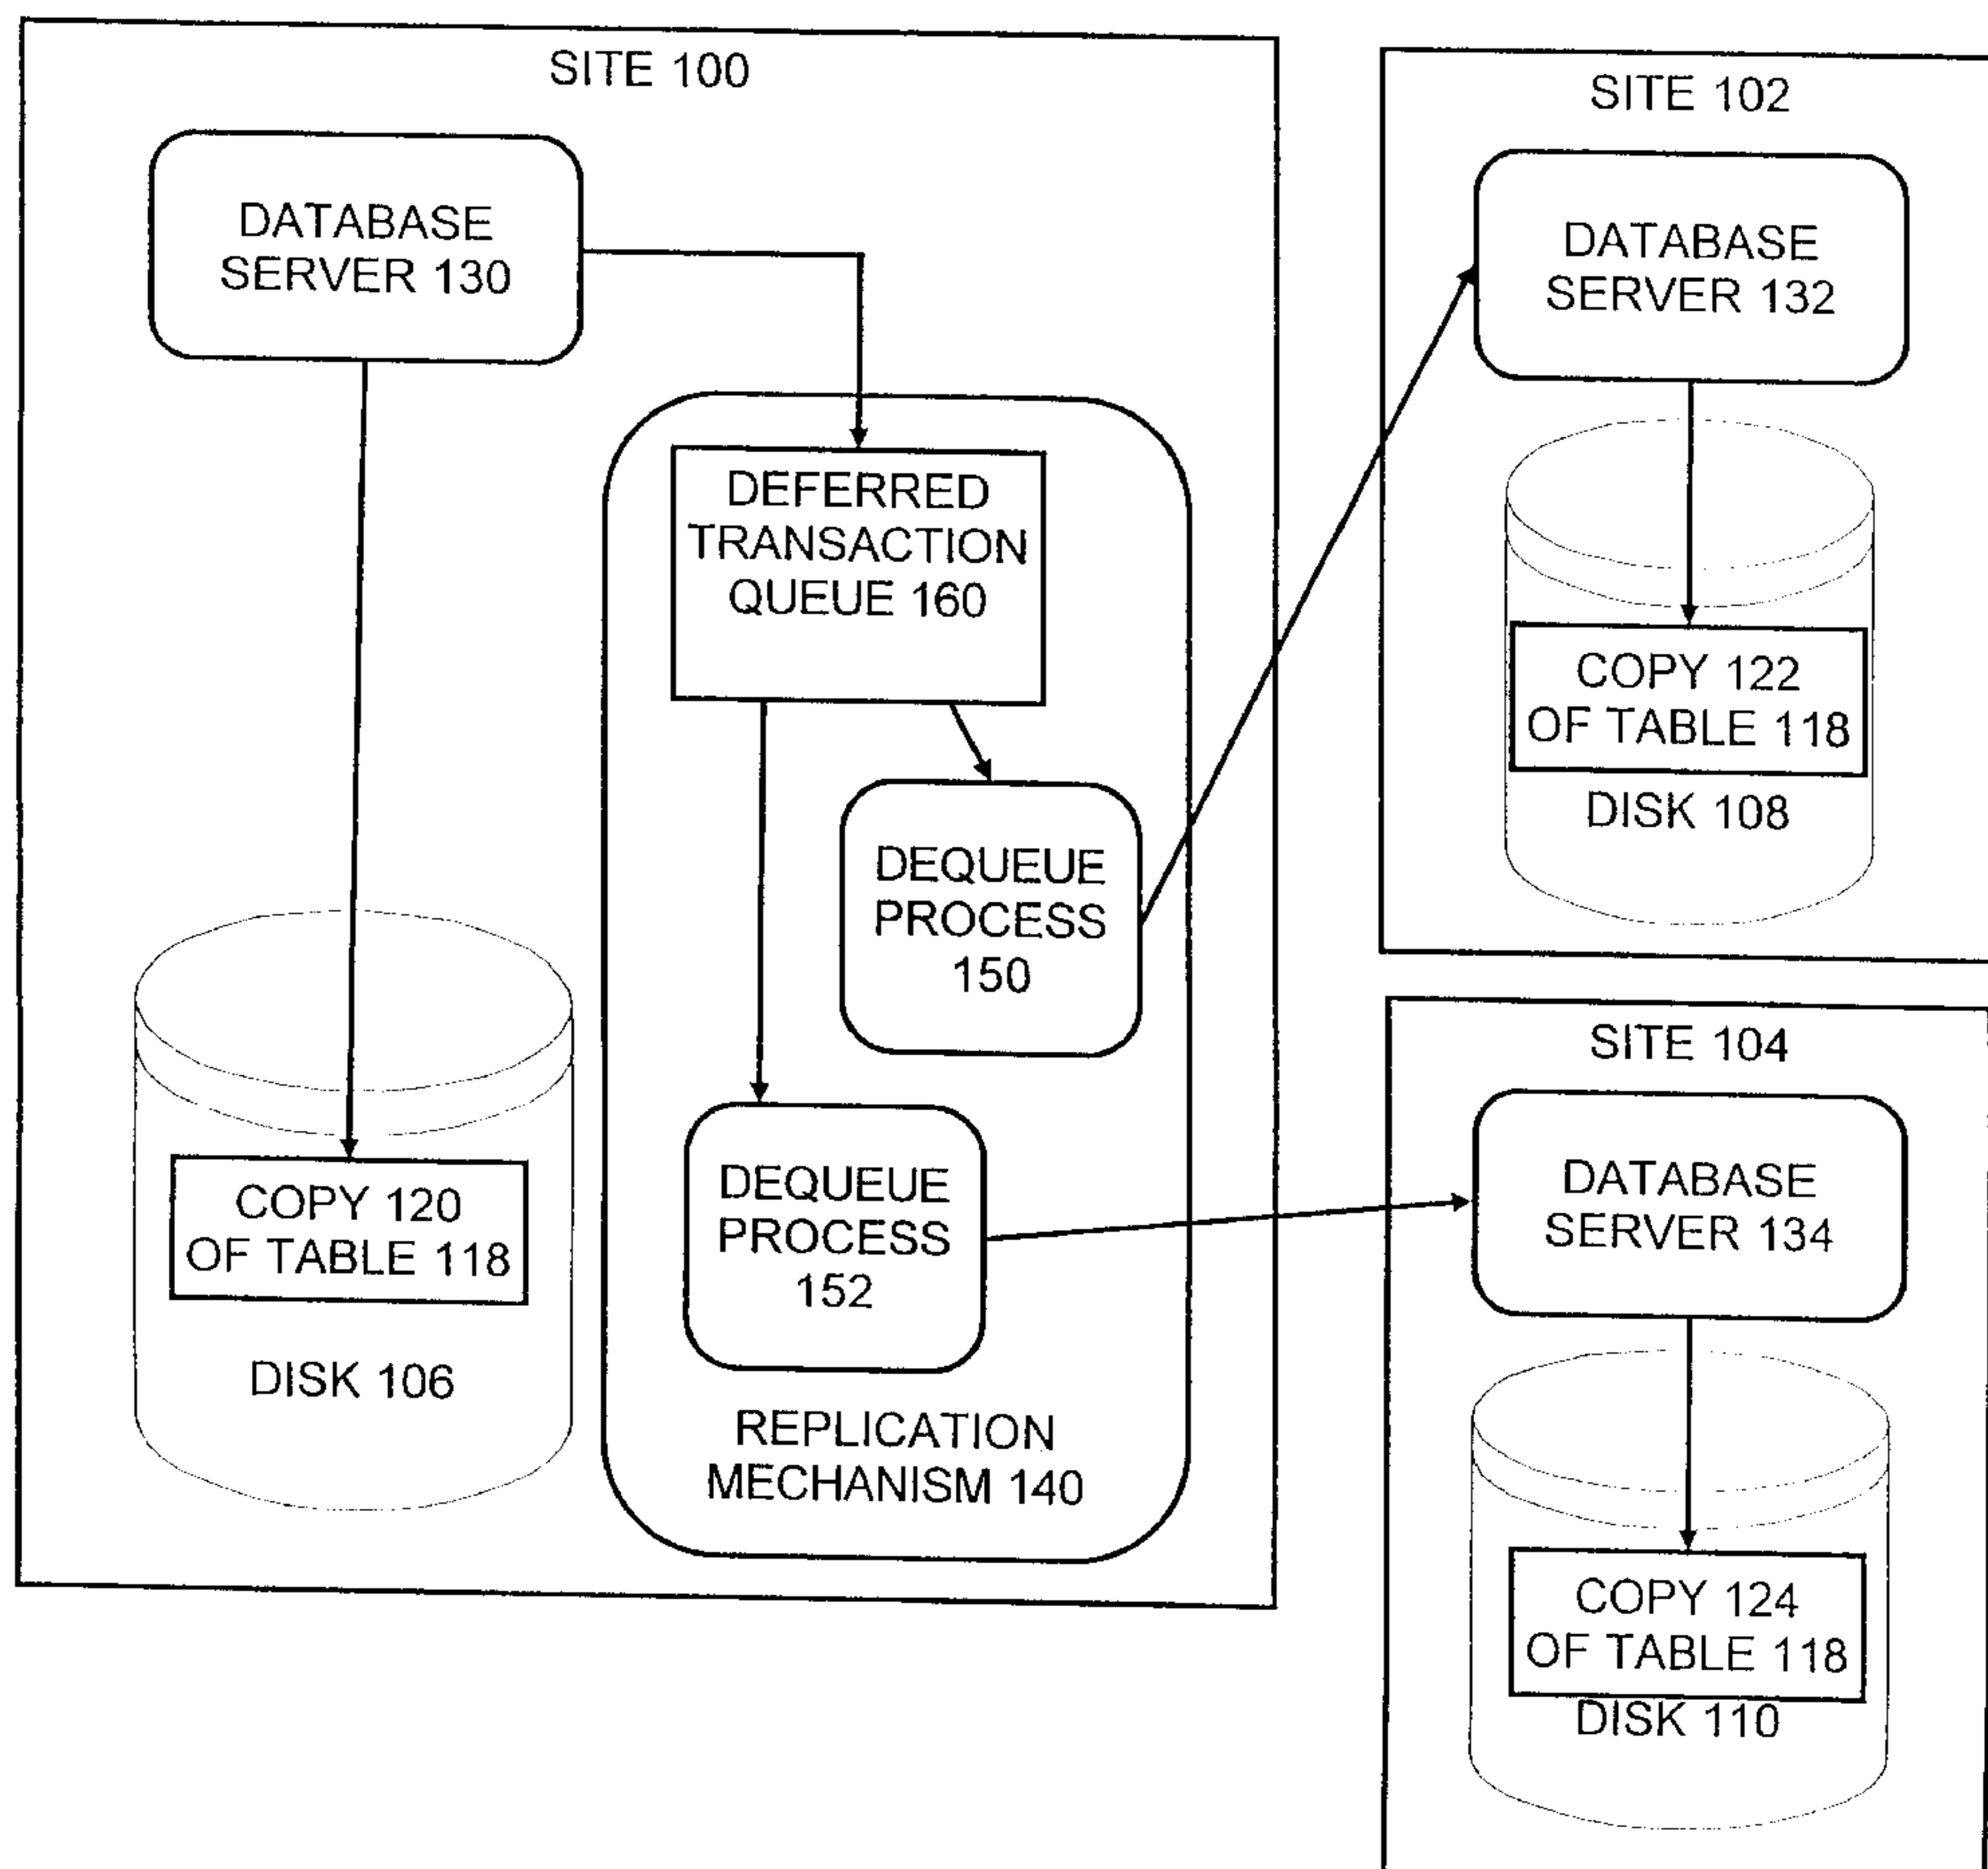 SITE 100
DATABASE
SERVER 130
DEFERRED
TRANSACTION
QUEUE 160
DEQUEUE
PROCESS
150
DEQUEUE
PROCESS
152
REPLICATION
MECHANISM 140
COPY 120
OF TABLE 118
DISK 106
SITE 102
DATABASE
SERVER 132
COPY 122
OF TABLE 118
DISK 108
SITE 104
DATABASE
SERVER 134
COPY 124
OF TABLE 118
DISK 110